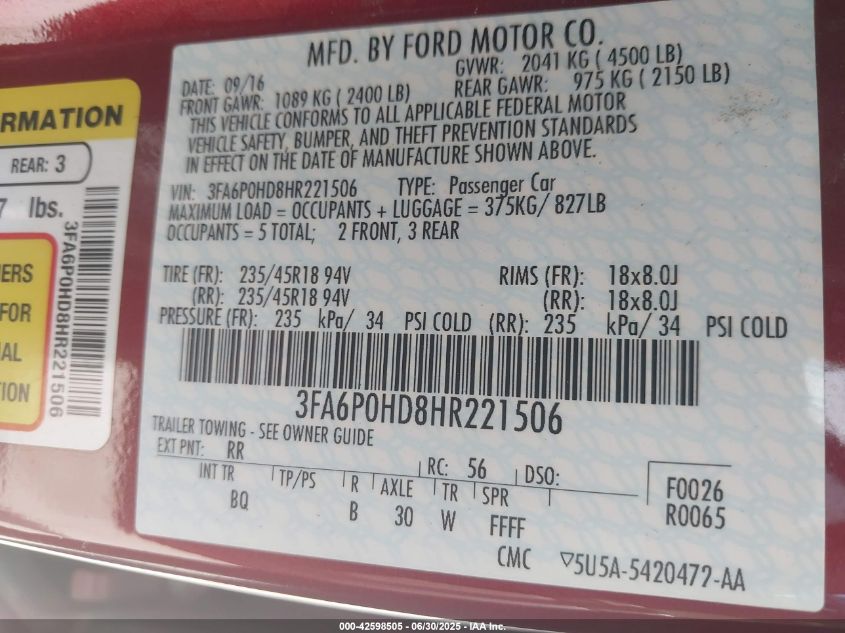 MFD. BY FORD MOTOR CO.
DATE: 09/16 GVWR: 2041 KG ( 4500 LB)
FRONT GAWR: 1089 KG ( 2400 LB) REAR GAWR: 975 KG ( 2150 LB)
THIS VEHICLE CONFORMS TO ALL APPLICABLE FEDERAL MOTOR
VEHICLE SAFETY, BUMPER, AND THEFT PREVENTION STANDARDS
IN EFFECT ON THE DATE OF MANUFACTURE SHOWN ABOVE.
VIN: 3FA6P0HD8HR221506 TYPE: Passenger Car
MAXIMUM LOAD = OCCUPANTS + LUGGAGE = 375KG/ 827LB
OCCUPANTS = 5 TOTAL; 2 FRONT, 3 REAR
TIRE (FR): 235/45R18 94V RIMS (FR): 18x8.0J
(RR): 235/45R18 94V (RR): 18x8.0J
PRESSURE (FR): 235 kPa/ 34 PSI COLD (RR): 235 kPa/ 34 PSI COLD
3FA6P0HD8HR221506
TRAILER TOWING - SEE OWNER GUIDE
EXT PNT: RR RC: 56 DSO:
INT TR TP/PS R AXLE TR SPR
BQ B 30 W FFFF
F0026
R0065
CMC ▽5U5A-5420472-AA
RMATION
REAR: 3
7 lbs.
3FA6P0HD8HR221506
NERS
FOR
AL
TION
000-42598505 - 06/30/2025 - IAA Inc.